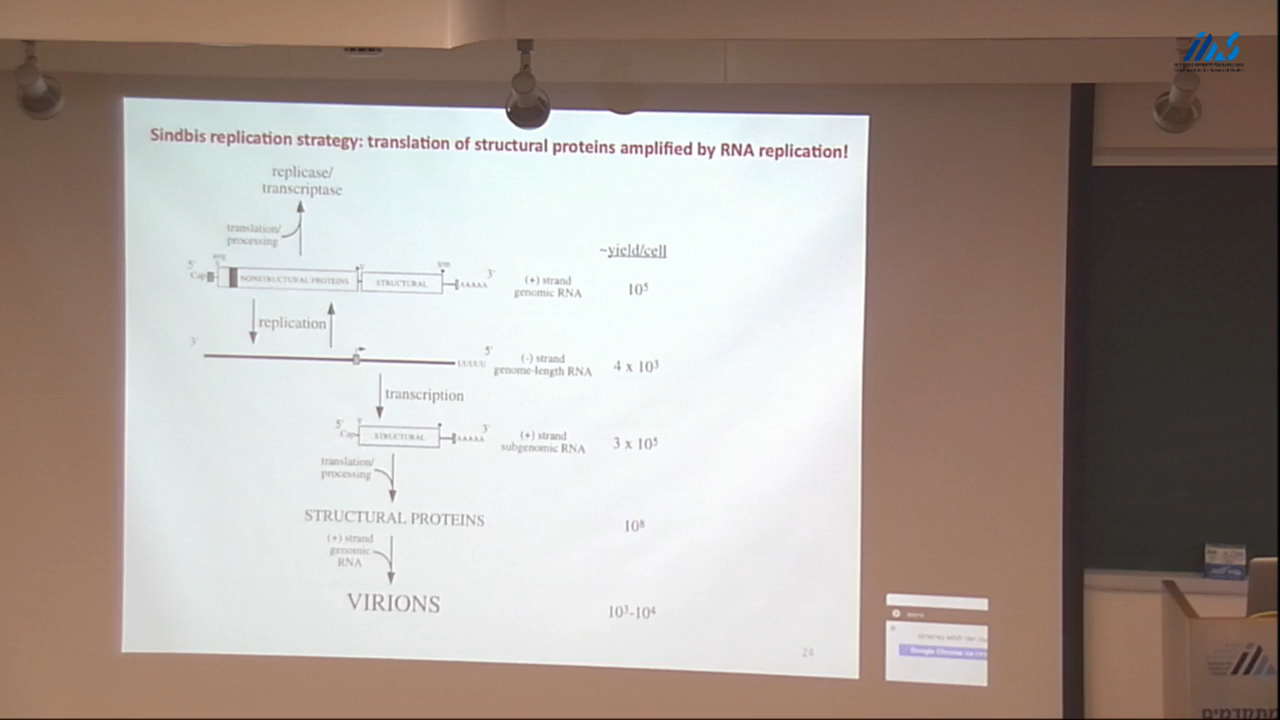 Sindbis replication strategy: translation of structural proteins amplified by RNA replication!
replicase/
transcriptase
translation/
processing
~yield/cell
5'
Cap
NONSTRUCTURAL PROTEINS
STRUCTURAL
AAAAA
3'
(+) strand
genomic RNA
10⁵
replication
3'
5'
UUUUU
(-) strand
genome-length RNA
4 x 10³
transcription
5'
Cap
STRUCTURAL
AAAAA
3'
(+) strand
subgenomic RNA
3 x 10⁵
translation/
processing
STRUCTURAL PROTEINS
10⁸
(+) strand
genomic
RNA
VIRIONS
10³-10⁴
24
Google Chrome